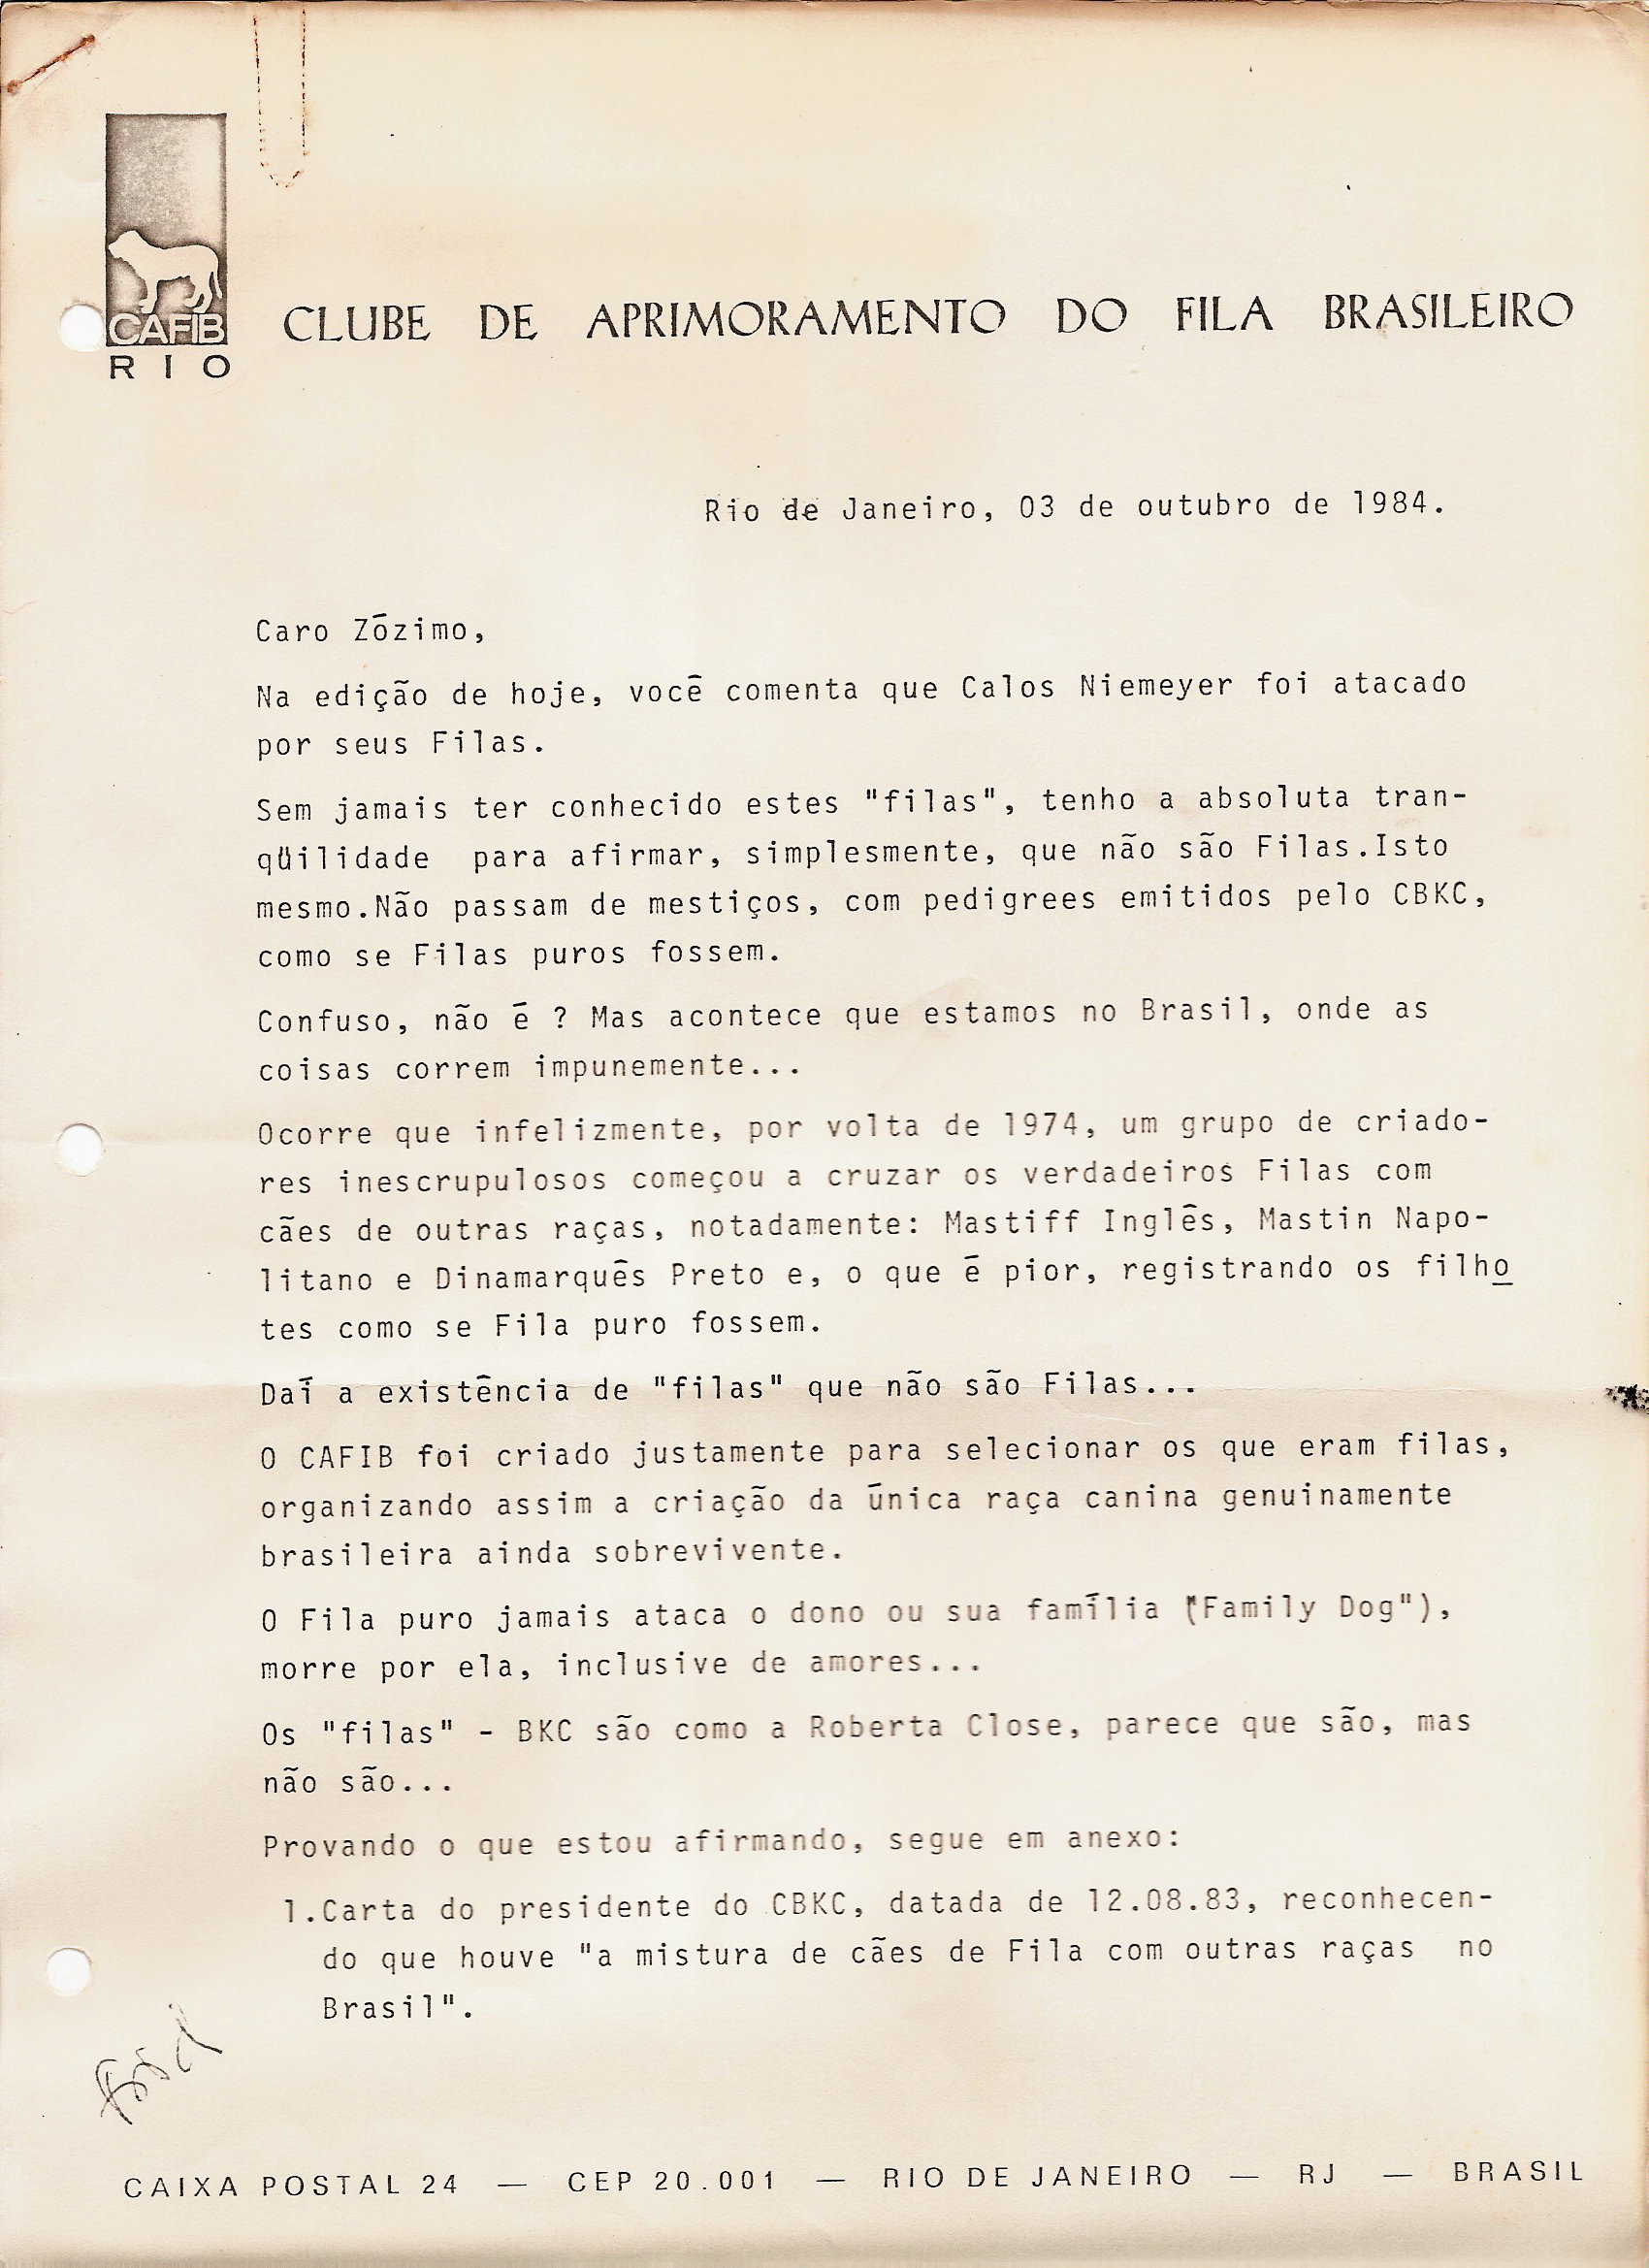 CAFIB
RIO
CLUBE DE APRIMORAMENTO DO FILA BRASILEIRO
Rio de Janeiro, 03 de outubro de 1984.
Caro Zózimo,
Na edição de hoje, você comenta que Calos Niemeyer foi atacado
por seus Filas.
Sem jamais ter conhecido estes "filas", tenho a absoluta tran-
qüilidade para afirmar, simplesmente, que não são Filas.Isto
mesmo.Não passam de mestiços, com pedigrees emitidos pelo CBKC,
como se Filas puros fossem.
Confuso, não é ? Mas acontece que estamos no Brasil, onde as
coisas correm impunemente...
Ocorre que infelizmente, por volta de 1974, um grupo de criado-
res inescrupulosos começou a cruzar os verdadeiros Filas com
cães de outras raças, notadamente: Mastiff Inglês, Mastin Napo-
litano e Dinamarquês Preto e, o que é pior, registrando os filho
tes como se Fila puro fossem.
Daí a existência de "filas" que não são Filas...
O CAFIB foi criado justamente para selecionar os que eram filas,
organizando assim a criação da única raça canina genuinamente
brasileira ainda sobrevivente.
O Fila puro jamais ataca o dono ou sua família ("Family Dog"),
morre por ela, inclusive de amores...
Os "filas" - BKC são como a Roberta Close, parece que são, mas
não são...
Provando o que estou afirmando, segue em anexo:
1.Carta do presidente do CBKC, datada de 12.08.83, reconhecen-
do que houve "a mistura de cães de Fila com outras raças no
Brasil".
CAIXA POSTAL 24 — CEP 20.001 — RIO DE JANEIRO — RJ — BRASIL